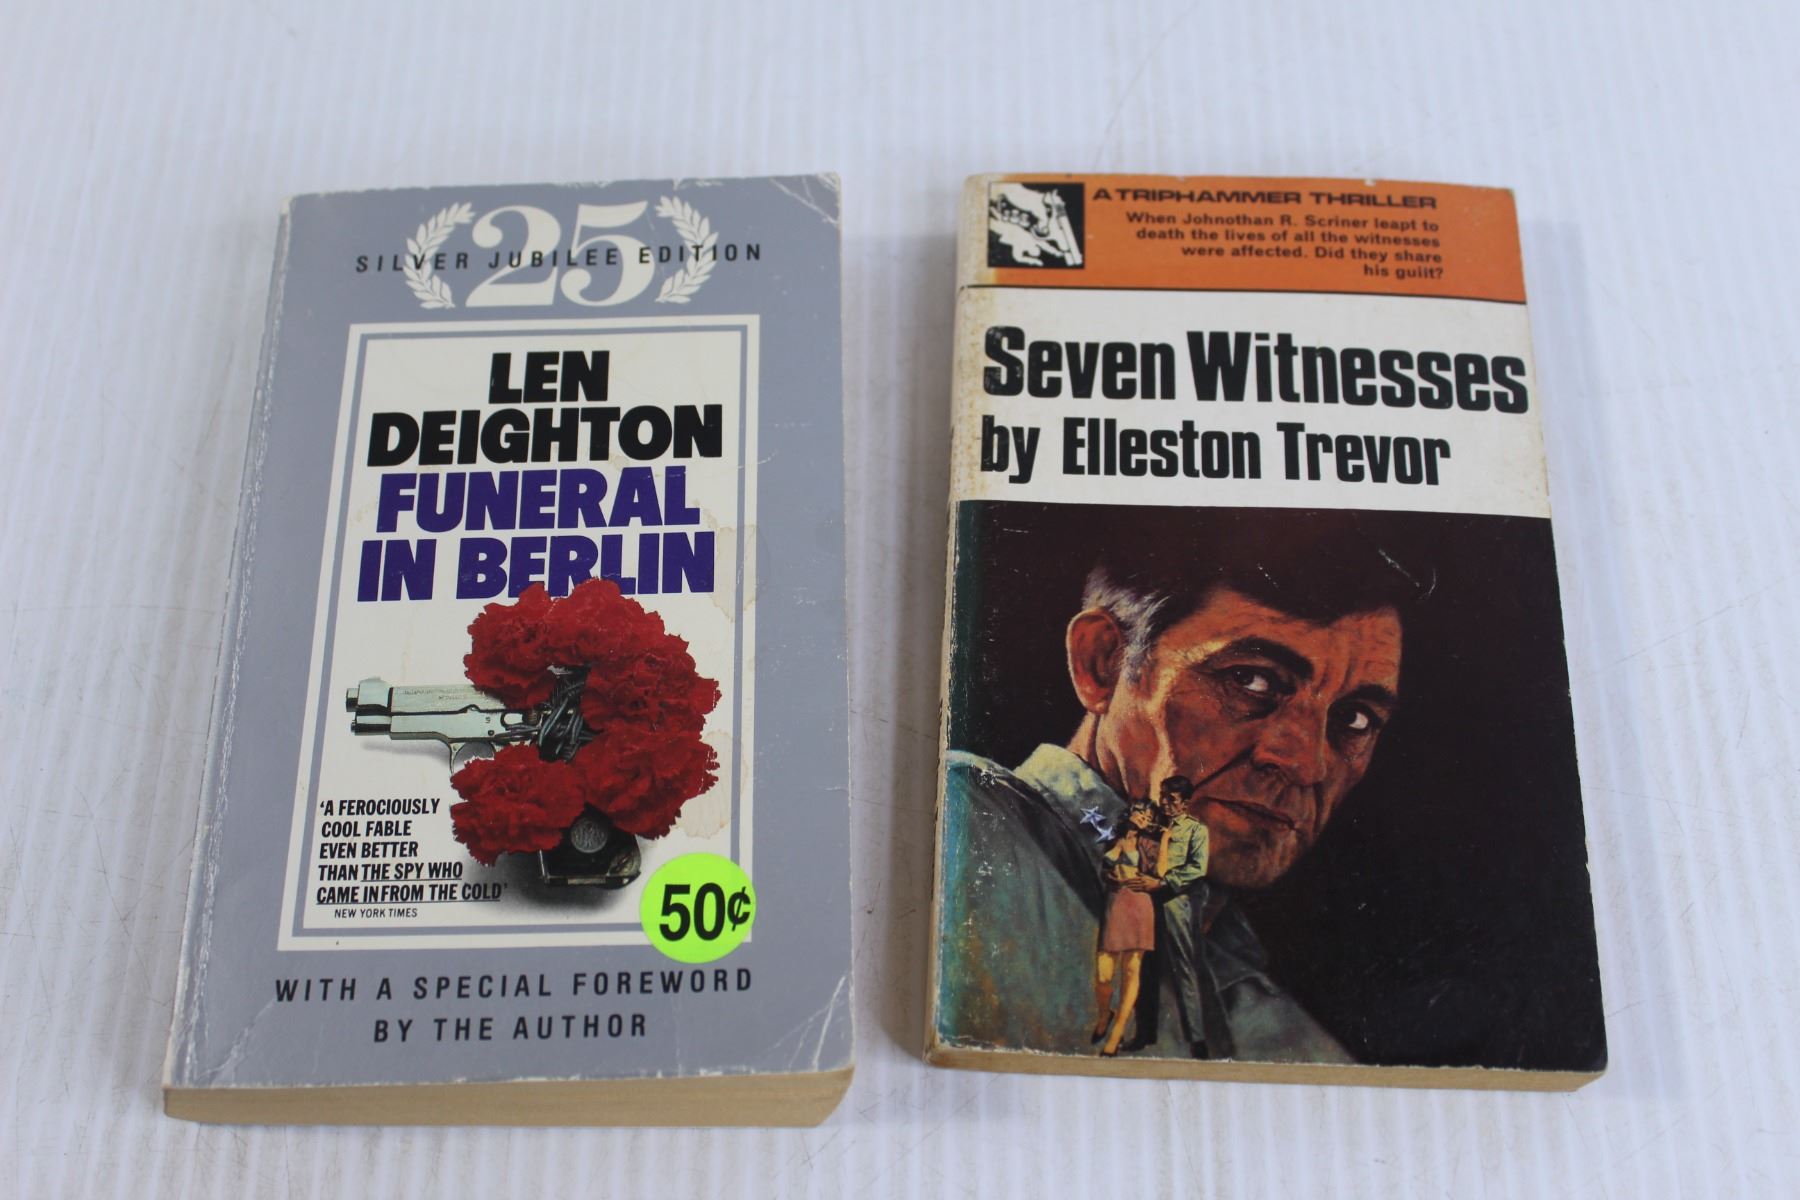 25
SILVER JUBILEE EDITION
LEN
DEIGHTON
FUNERAL
IN BERLIN
'A FEROCIOUSLY
COOL FABLE
EVEN BETTER
THAN THE SPY WHO
CAME IN FROM THE COLD'
NEW YORK TIMES
50¢
WITH A SPECIAL FOREWORD
BY THE AUTHOR
A TRIPHAMMER THRILLER
When Johnothan R. Scriner leapt to
death the lives of all the witnesses
were affected. Did they share
his guilt?
Seven Witnesses
by Elleston Trevor